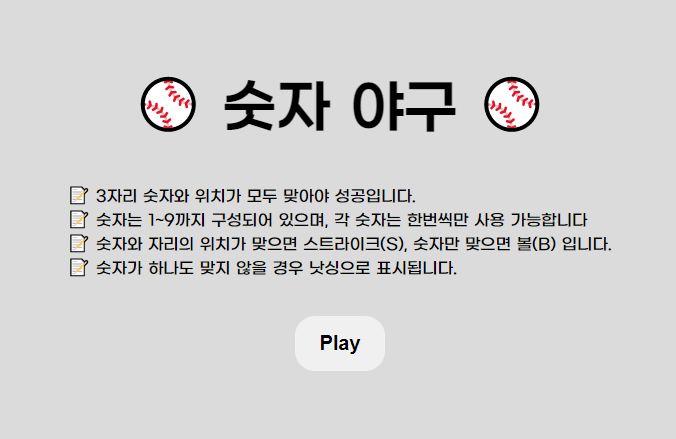 숫자 야구
3자리 숫자와 위치가 모두 맞아야 성공입니다.
숫자는 1~9까지 구성되어 있으며, 각 숫자는 한번씩만 사용 가능합니다
숫자와 자리의 위치가 맞으면 스트라이크(S), 숫자만 맞으면 볼(B) 입니다.
숫자가 하나도 맞지 않을 경우 낫싱으로 표시됩니다.
Play